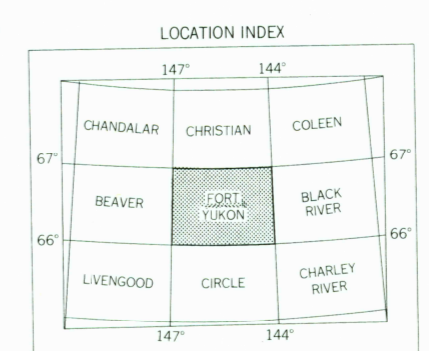 LOCATION INDEX
147° 144°
CHANDALAR CHRISTIAN COLEEN
67° 67°
BEAVER FORT YUKON BLACK RIVER
66° 66°
LIVENGOOD CIRCLE CHARLEY RIVER
147° 144°